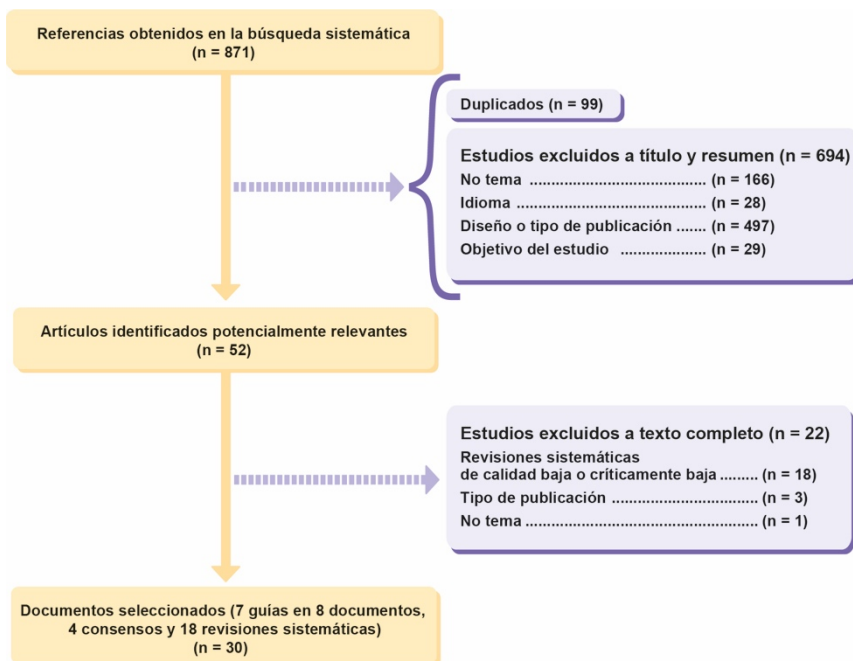 Referencias obtenidos en la búsqueda sistemática
(n = 871)
Duplicados (n = 99)
Estudios excluidos a título y resumen (n = 694)
No tema .......................................... (n = 166)
Idioma ............................................. (n = 28)
Diseño o tipo de publicación ....... (n = 497)
Objetivo del estudio .................... (n = 29)
Artículos identificados potencialmente relevantes
(n = 52)
Estudios excluidos a texto completo (n = 22)
Revisiones sistemáticas
de calidad baja o críticamente baja ......... (n = 18)
Tipo de publicación ................................... (n = 3)
No tema ........................................................ (n = 1)
Documentos seleccionados (7 guías en 8 documentos,
4 consensos y 18 revisiones sistemáticas)
(n = 30)